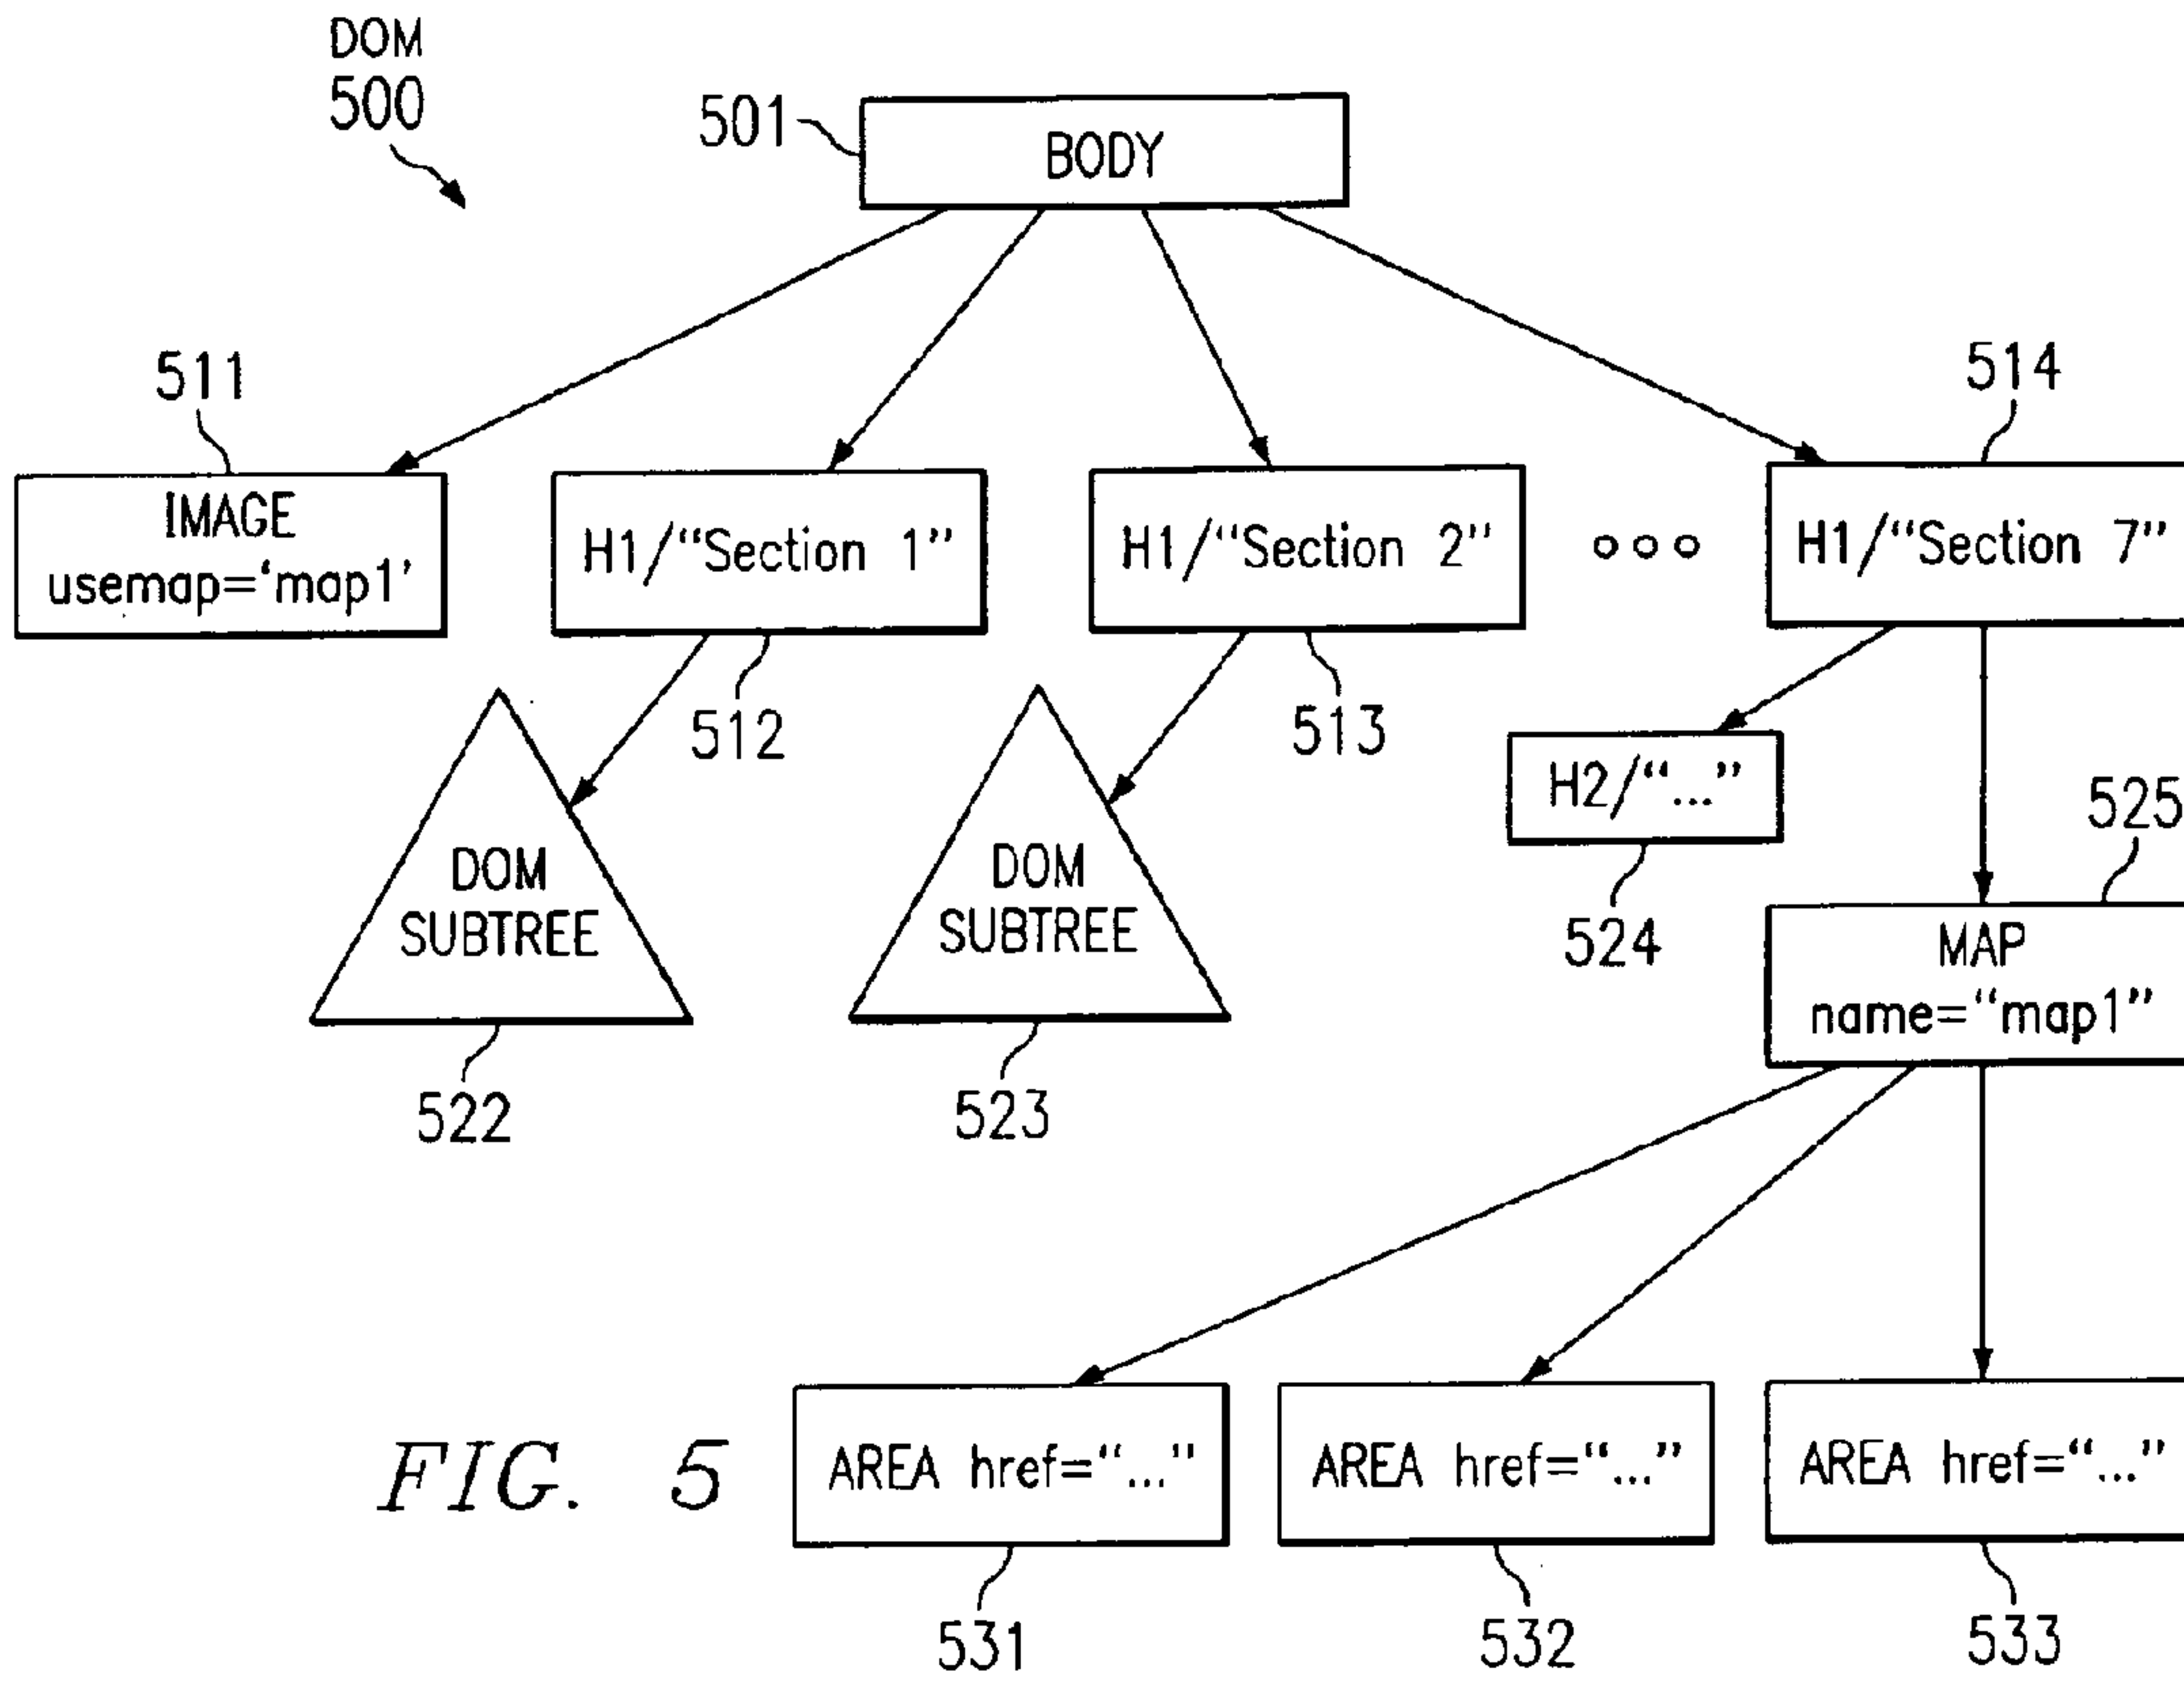 DOM
500
501
BODY
511
514
IMAGE
usemap=‘map1’
H1/“Section 1”
H1/“Section 2”
o o o
H1/“Section 7”
512
513
H2/“...”
525
DOM
SUBTREE
DOM
SUBTREE
524
MAP
name=“map1”
522
523
FIG. 5
AREA href=“...“
AREA href=“...”
AREA href=“...”
531
532
533